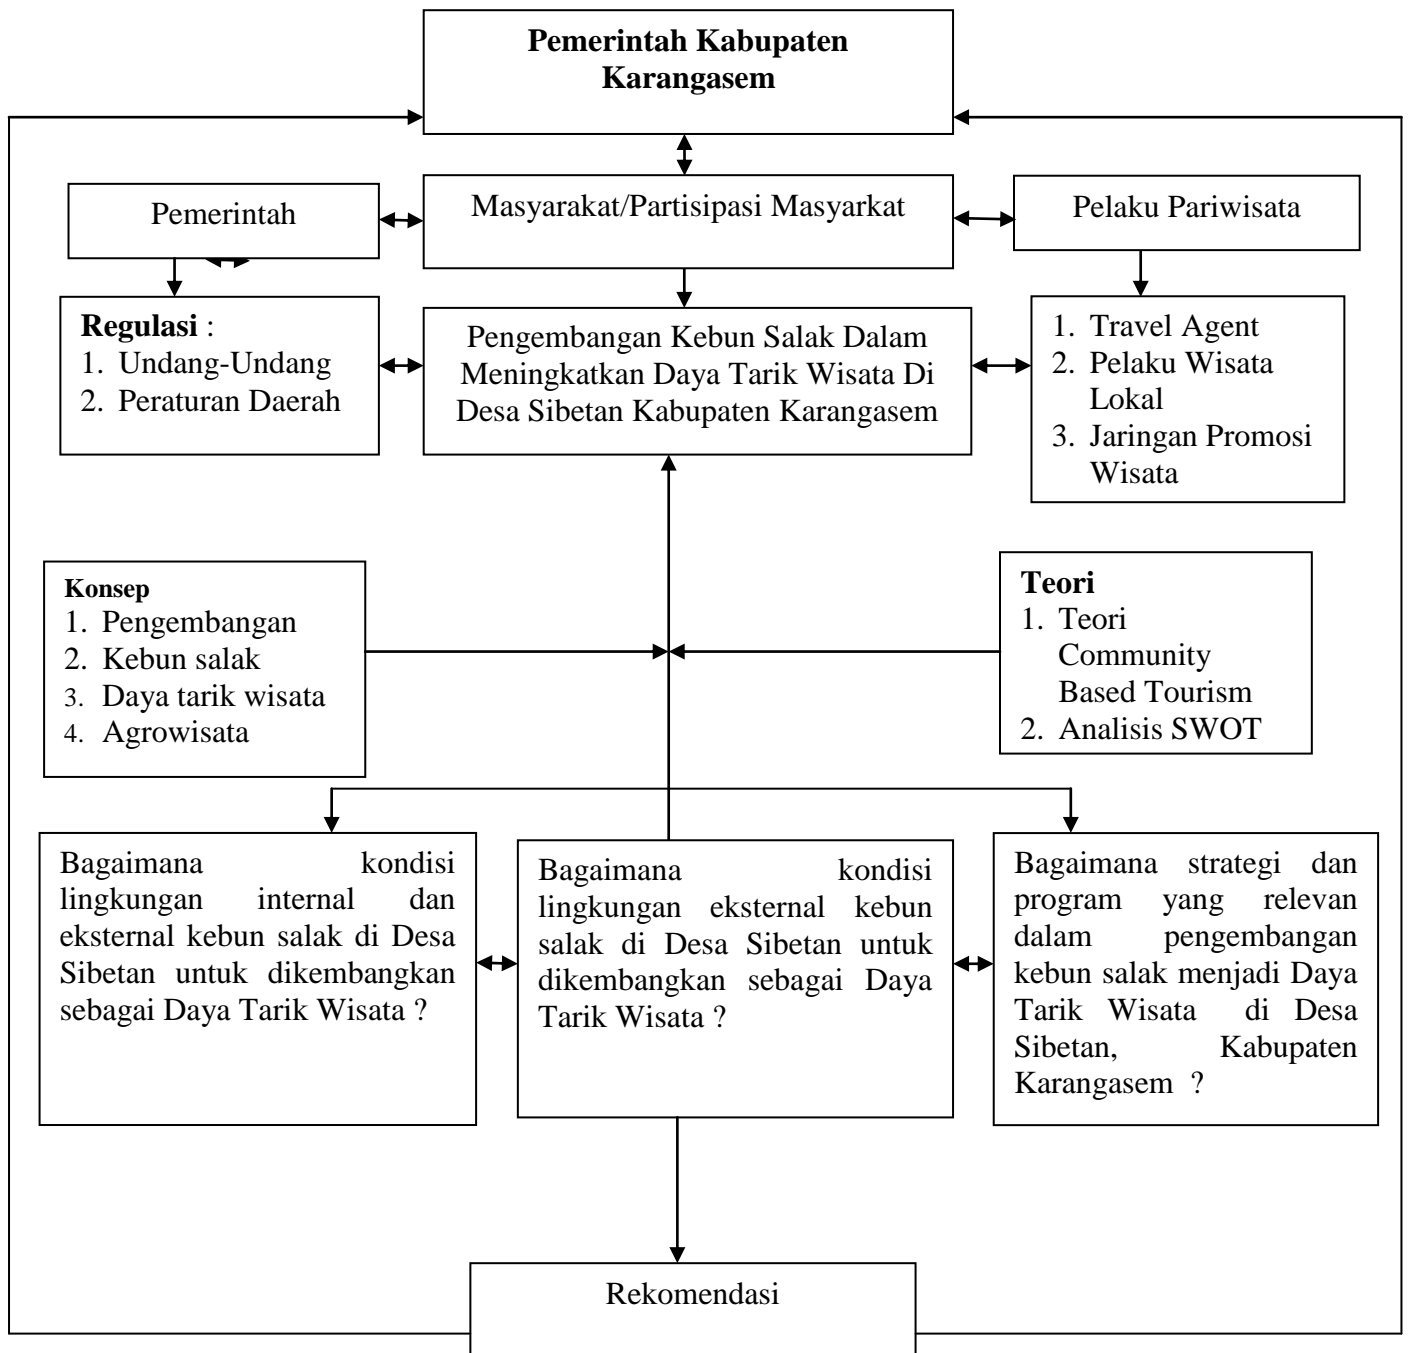 Pemerintah Kabupaten
Karangasem
Pemerintah
Masyarakat/Partisipasi Masyarkat
Pelaku Pariwisata
Regulasi :
1. Undang-Undang
2. Peraturan Daerah
Pengembangan Kebun Salak Dalam
Meningkatkan Daya Tarik Wisata Di
Desa Sibetan Kabupaten Karangasem
1. Travel Agent
2. Pelaku Wisata
Lokal
3. Jaringan Promosi
Wisata
Konsep
1. Pengembangan
2. Kebun salak
3. Daya tarik wisata
4. Agrowisata
Teori
1. Teori
Community
Based Tourism
2. Analisis SWOT
Bagaimana kondisi
lingkungan internal dan
eksternal kebun salak di Desa
Sibetan untuk dikembangkan
sebagai Daya Tarik Wisata ?
Bagaimana kondisi
lingkungan eksternal kebun
salak di Desa Sibetan untuk
dikembangkan sebagai Daya
Tarik Wisata ?
Bagaimana strategi dan
program yang relevan
dalam pengembangan
kebun salak menjadi Daya
Tarik Wisata di Desa
Sibetan, Kabupaten
Karangasem ?
Rekomendasi